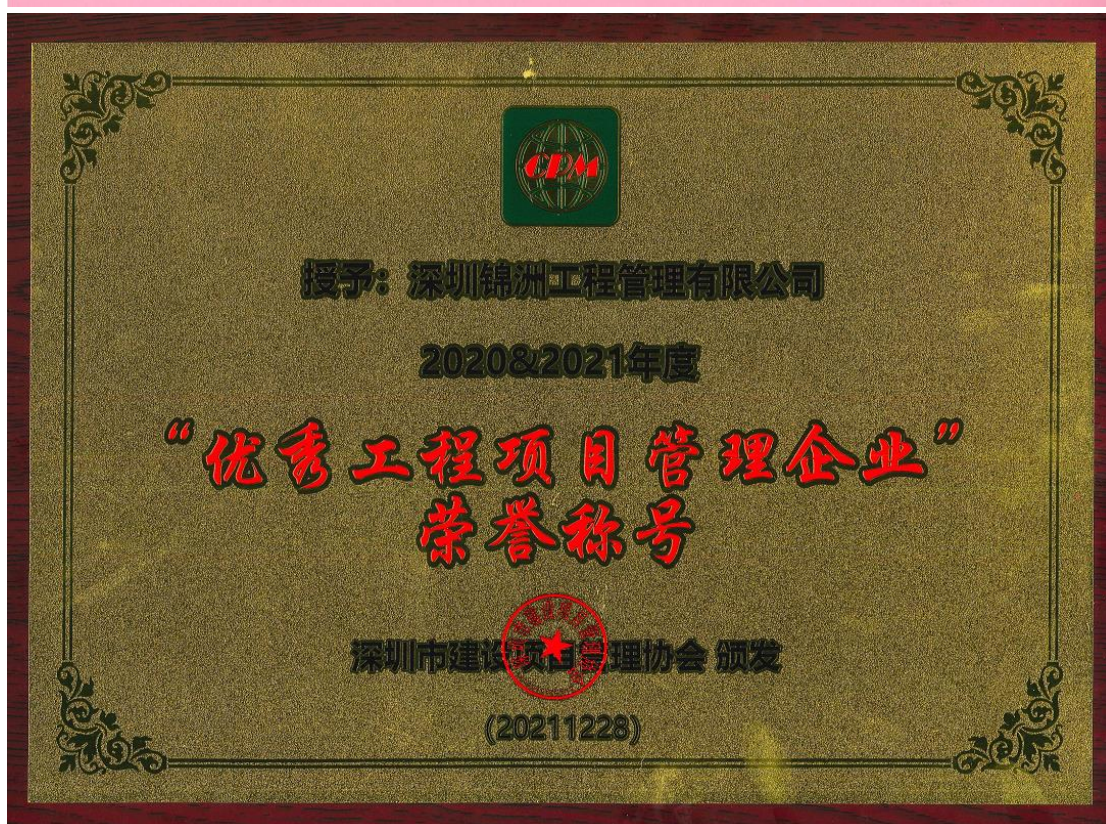 CPM
授予：深圳锦洲工程管理有限公司
2020&2021年度
“优秀工程项目管理企业”
荣誉称号
深圳市建设项目管理协会 颁发
(20211228)